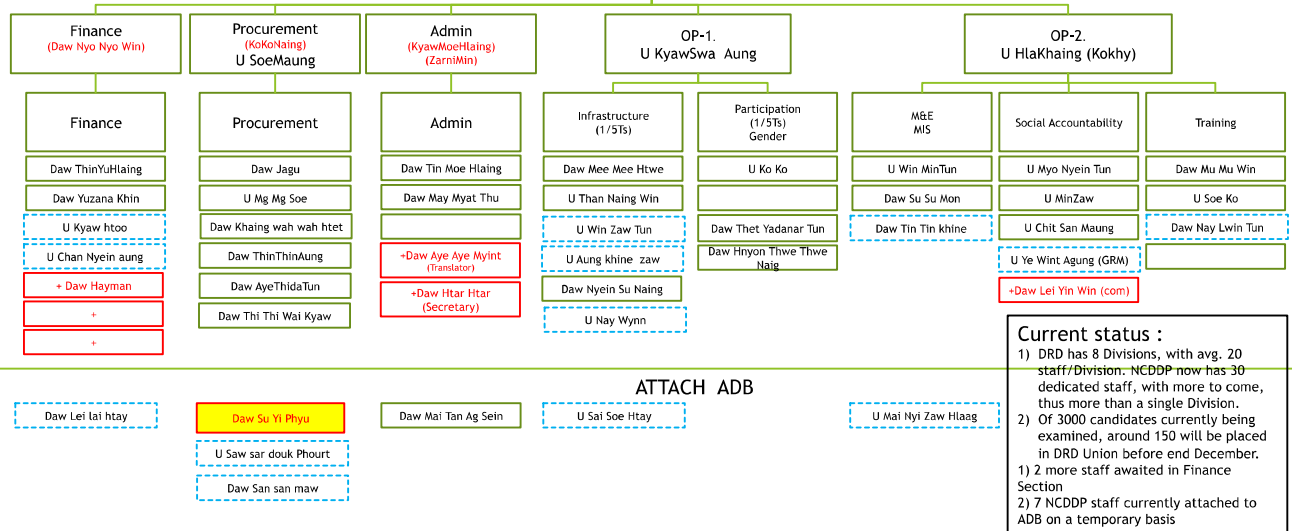 Finance
(Daw Nyo Nyo Win)
Procurement
(KoKoNaing)
U SoeMaung
Admin
(KyawMoeHlaing)
(ZarniMin)
OP-1.
U KyawSwa Aung
OP-2.
U HlaKhaing (Kokhy)
Finance
Daw ThinYuHlaing
Daw Yuzana Khin
U Kyaw htoo
U Chan Nyein aung
+ Daw Hayman
+
+
Procurement
Daw Jagu
U Mg Mg Soe
Daw Khaing wah wah htet
Daw ThinThinAung
Daw AyeThidaTun
Daw Thi Thi Wai Kyaw
Admin
Daw Tin Moe Hlaing
Daw May Myat Thu
+Daw Aye Aye Myint
(Translator)
+Daw Htar Htar
(Secretary)
Infrastructure
(1/5Ts)
Daw Mee Mee Htwe
U Than Naing Win
U Win Zaw Tun
U Aung khine zaw
Daw Nyein Su Naing
U Nay Wynn
Participation
(1/5Ts)
Gender
U Ko Ko
Daw Thet Yadanar Tun
Daw Hnyon Thwe Thwe
Naig
M&E
MIS
U Win MinTun
Daw Su Su Mon
Daw Tin Tin khine
Social Accountability
U Myo Nyein Tun
U MinZaw
U Chit San Maung
U Ye Wint Agung (GRM)
+Daw Lei Yin Win (com)
Training
Daw Mu Mu Win
U Soe Ko
Daw Nay Lwin Tun
ATTACH ADB
Daw Lei lai htay
Daw Su Yi Phyu
U Saw sar douk Phourt
Daw San san maw
Daw Mai Tan Ag Sein
U Sai Soe Htay
U Mai Nyi Zaw Hlaag
Current status :
1) DRD has 8 Divisions, with avg. 20
staff/Division. NCDDP now has 30
dedicated staff, with more to come,
thus more than a single Division.
2) Of 3000 candidates currently being
examined, around 150 will be placed
in DRD Union before end December.
1) 2 more staff awaited in Finance
Section
2) 7 NCDDP staff currently attached to
ADB on a temporary basis